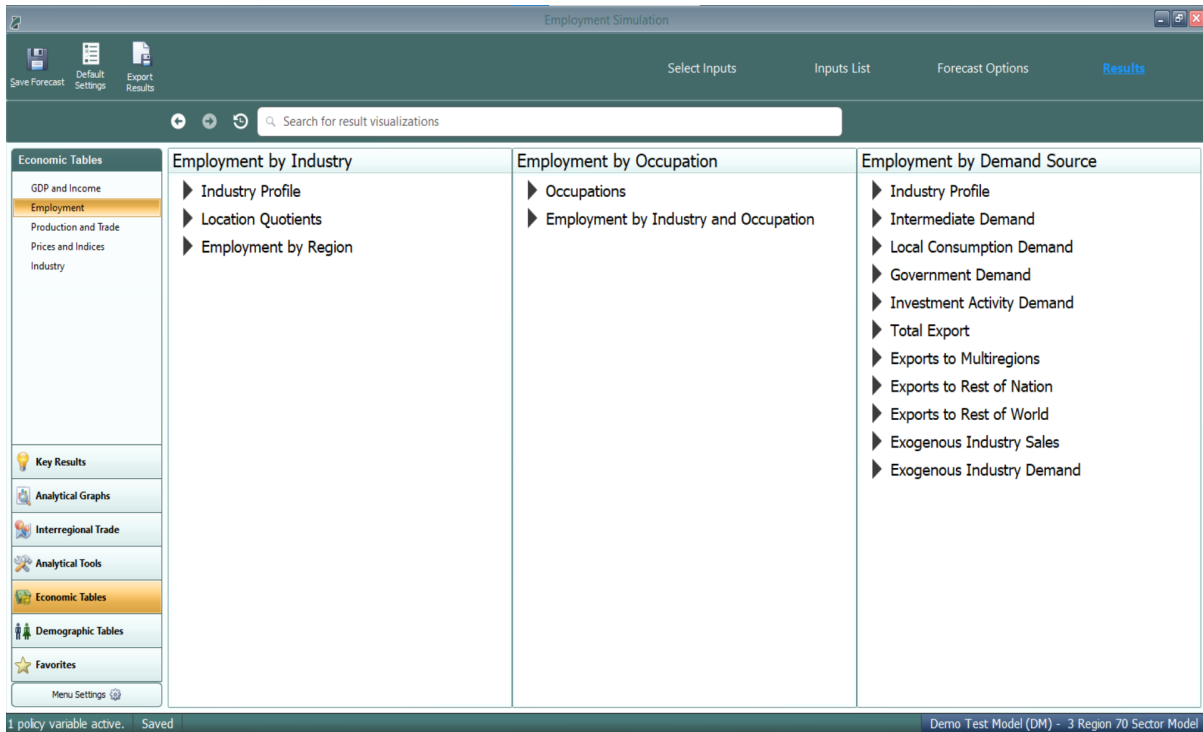 Employment Simulation
Save Forecast
Default
Settings
Export
Results
Select Inputs
Inputs List
Forecast Options
Results
Search for result visualizations
Economic Tables
GDP and Income
Employment
Production and Trade
Prices and Indices
Industry
Key Results
Analytical Graphs
Interregional Trade
Analytical Tools
Economic Tables
Demographic Tables
Favorites
Menu Settings
Employment by Industry
Industry Profile
Location Quotients
Employment by Region
Employment by Occupation
Occupations
Employment by Industry and Occupation
Employment by Demand Source
Industry Profile
Intermediate Demand
Local Consumption Demand
Government Demand
Investment Activity Demand
Total Export
Exports to Multiregions
Exports to Rest of Nation
Exports to Rest of World
Exogenous Industry Sales
Exogenous Industry Demand
1 policy variable active.
Saved
Demo Test Model (DM) - 3 Region 70 Sector Model